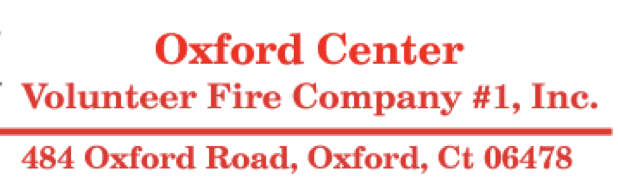 Oxford Center
Volunteer Fire Company #1, Inc.
484 Oxford Road, Oxford, Ct 06478